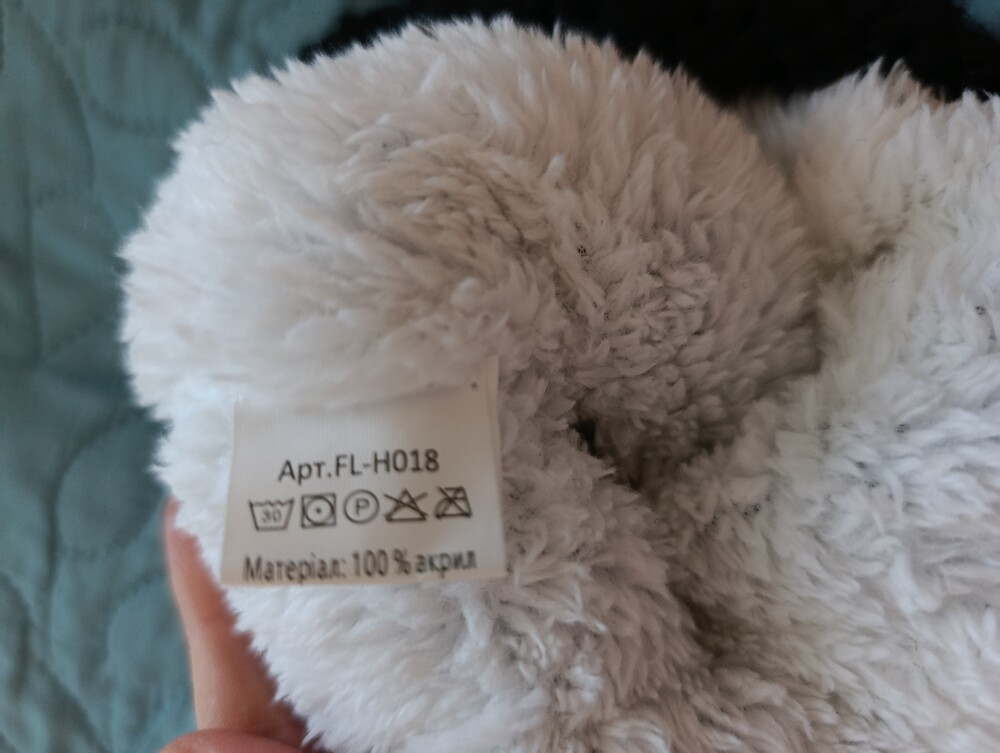 Арт.FL-H018
30 P
Матеріал: 100 % акрил